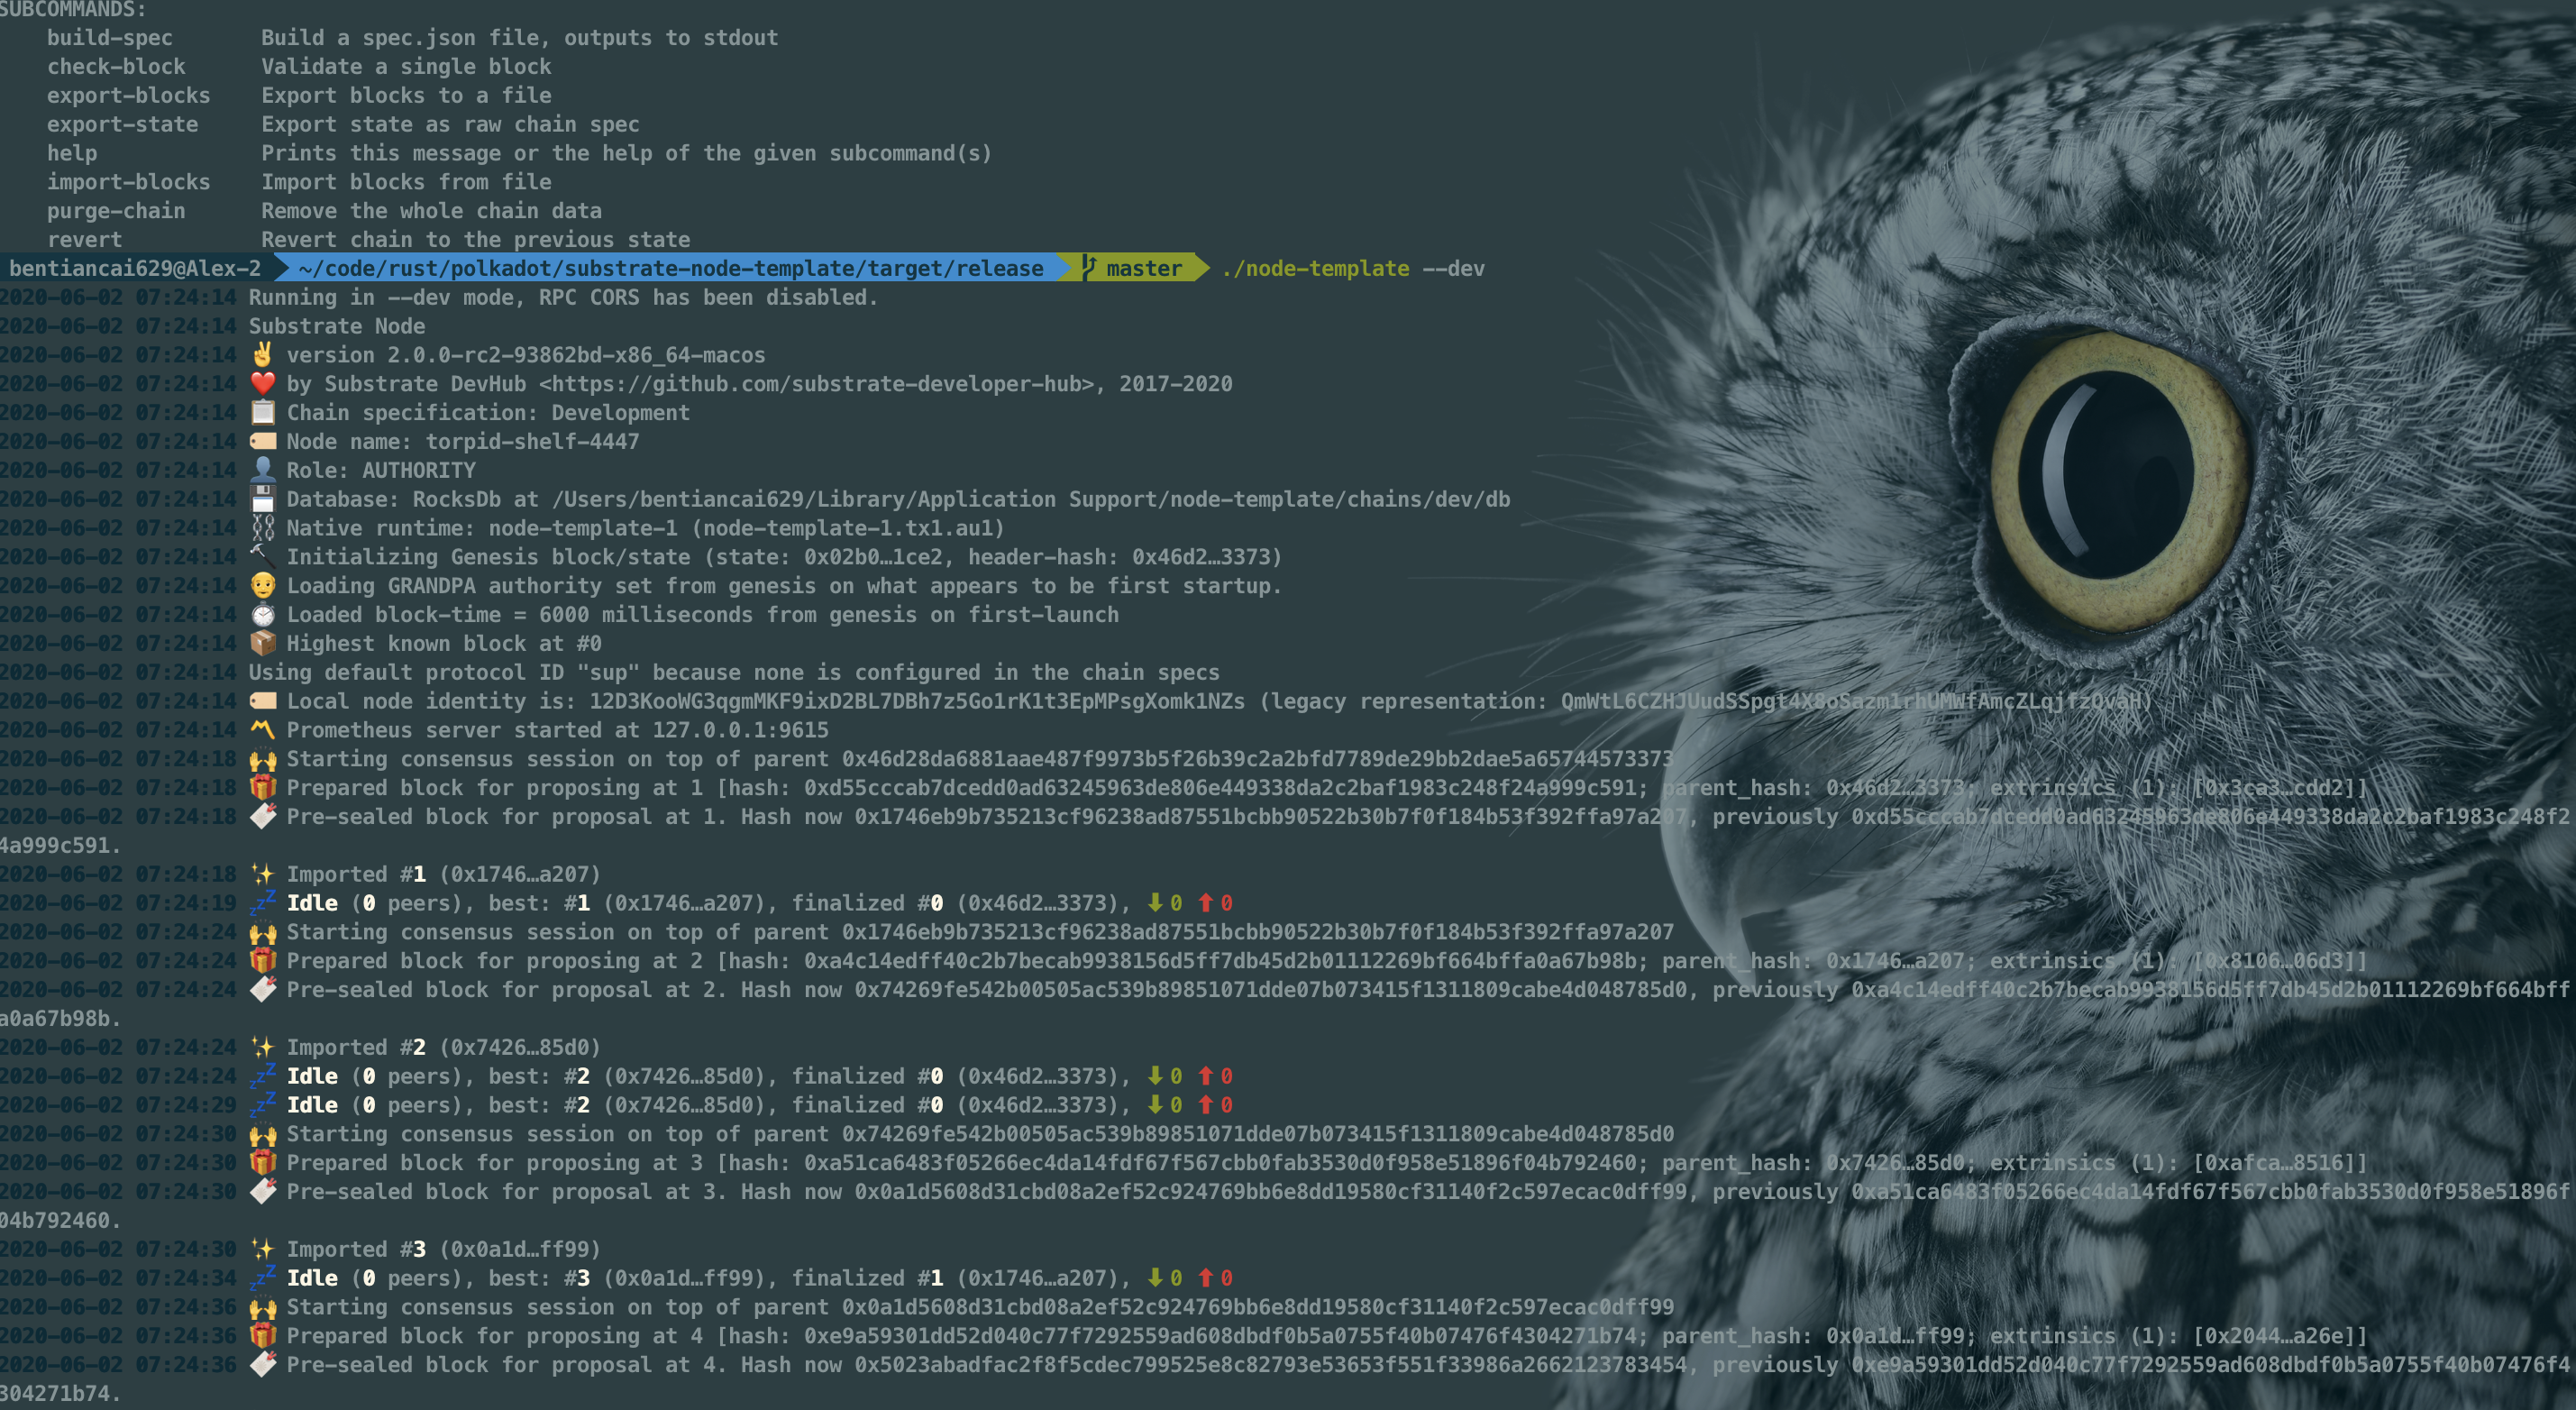 SUBCOMMANDS:
build-spec Build a spec.json file, outputs to stdout
check-block Validate a single block
export-blocks Export blocks to a file
export-state Export state as raw chain spec
help Prints this message or the help of the given subcommand(s)
import-blocks Import blocks from file
purge-chain Remove the whole chain data
revert Revert chain to the previous state
bentiancai629@Alex-2 ~/code/rust/polkadot/substrate-node-template/target/release master ./node-template --dev
2020-06-02 07:24:14 Running in --dev mode, RPC CORS has been disabled.
2020-06-02 07:24:14 Substrate Node
2020-06-02 07:24:14 ✌️ version 2.0.0-rc2-93862bd-x86_64-macos
2020-06-02 07:24:14 ❤️ by Substrate DevHub <https://github.com/substrate-developer-hub>, 2017-2020
2020-06-02 07:24:14 📋 Chain specification: Development
2020-06-02 07:24:14 🏷 Node name: torpid-shelf-4447
2020-06-02 07:24:14 👤 Role: AUTHORITY
2020-06-02 07:24:14 💾 Database: RocksDb at /Users/bentiancai629/Library/Application Support/node-template/chains/dev/db
2020-06-02 07:24:14 ⛓ Native runtime: node-template-1 (node-template-1.tx1.au1)
2020-06-02 07:24:14 🔨 Initializing Genesis block/state (state: 0x02b0…1ce2, header-hash: 0x46d2…3373)
2020-06-02 07:24:14 👴 Loading GRANDPA authority set from genesis on what appears to be first startup.
2020-06-02 07:24:14 ⏱ Loaded block-time = 6000 milliseconds from genesis on first-launch
2020-06-02 07:24:14 📦 Highest known block at #0
2020-06-02 07:24:14 Using default protocol ID "sup" because none is configured in the chain specs
2020-06-02 07:24:14 🏷 Local node identity is: 12D3KooWG3qgmMKF9ixD2BL7DBh7z5Go1rK1t3EpMPsgXomk1NZs (legacy representation: QmWtL6CZHJUudSSpgt4X8oSazm1rhUMWfAmcZLqjfzQvaH)
2020-06-02 07:24:14 〽️ Prometheus server started at 127.0.0.1:9615
2020-06-02 07:24:18 🙌 Starting consensus session on top of parent 0x46d28da6881aae487f9973b5f26b39c2a2bfd7789de29bb2dae5a65744573373
2020-06-02 07:24:18 🎁 Prepared block for proposing at 1 [hash: 0xd55cccab7dcedd0ad63245963de806e449338da2c2baf1983c248f24a999c591; parent_hash: 0x46d2…3373; extrinsics (1): [0x3ca3…cdd2]]
2020-06-02 07:24:18 🔖 Pre-sealed block for proposal at 1. Hash now 0x1746eb9b735213cf96238ad87551bcbb90522b30b7f0f184b53f392ffa97a207, previously 0xd55cccab7dcedd0ad63245963de806e449338da2c2baf1983c248f2
4a999c591.
2020-06-02 07:24:18 ✨ Imported #1 (0x1746…a207)
2020-06-02 07:24:19 💤 Idle (0 peers), best: #1 (0x1746…a207), finalized #0 (0x46d2…3373), ⬇ 0 ⬆ 0
2020-06-02 07:24:24 🙌 Starting consensus session on top of parent 0x1746eb9b735213cf96238ad87551bcbb90522b30b7f0f184b53f392ffa97a207
2020-06-02 07:24:24 🎁 Prepared block for proposing at 2 [hash: 0xa4c14edff40c2b7becab9938156d5ff7db45d2b01112269bf664bffa0a67b98b; parent_hash: 0x1746…a207; extrinsics (1): [0x8106…06d3]]
2020-06-02 07:24:24 🔖 Pre-sealed block for proposal at 2. Hash now 0x74269fe542b00505ac539b89851071dde07b073415f1311809cabe4d048785d0, previously 0xa4c14edff40c2b7becab9938156d5ff7db45d2b01112269bf664bff
a0a67b98b.
2020-06-02 07:24:24 ✨ Imported #2 (0x7426…85d0)
2020-06-02 07:24:24 💤 Idle (0 peers), best: #2 (0x7426…85d0), finalized #0 (0x46d2…3373), ⬇ 0 ⬆ 0
2020-06-02 07:24:29 💤 Idle (0 peers), best: #2 (0x7426…85d0), finalized #0 (0x46d2…3373), ⬇ 0 ⬆ 0
2020-06-02 07:24:30 🙌 Starting consensus session on top of parent 0x74269fe542b00505ac539b89851071dde07b073415f1311809cabe4d048785d0
2020-06-02 07:24:30 🎁 Prepared block for proposing at 3 [hash: 0xa51ca6483f05266ec4da14fdf67f567cbb0fab3530d0f958e51896f04b792460; parent_hash: 0x7426…85d0; extrinsics (1): [0xafca…8516]]
2020-06-02 07:24:30 🔖 Pre-sealed block for proposal at 3. Hash now 0x0a1d5608d31cbd08a2ef52c924769bb6e8dd19580cf31140f2c597ecac0dff99, previously 0xa51ca6483f05266ec4da14fdf67f567cbb0fab3530d0f958e51896f
04b792460.
2020-06-02 07:24:30 ✨ Imported #3 (0x0a1d…ff99)
2020-06-02 07:24:34 💤 Idle (0 peers), best: #3 (0x0a1d…ff99), finalized #1 (0x1746…a207), ⬇ 0 ⬆ 0
2020-06-02 07:24:36 🙌 Starting consensus session on top of parent 0x0a1d5608d31cbd08a2ef52c924769bb6e8dd19580cf31140f2c597ecac0dff99
2020-06-02 07:24:36 🎁 Prepared block for proposing at 4 [hash: 0xe9a59301dd52d040c77f7292559ad608dbdf0b5a0755f40b07476f4304271b74; parent_hash: 0x0a1d…ff99; extrinsics (1): [0x2044…a26e]]
2020-06-02 07:24:36 🔖 Pre-sealed block for proposal at 4. Hash now 0x5023abadfac2f8f5cdec799525e8c82793e53653f551f33986a2662123783454, previously 0xe9a59301dd52d040c77f7292559ad608dbdf0b5a0755f40b07476f4
304271b74.